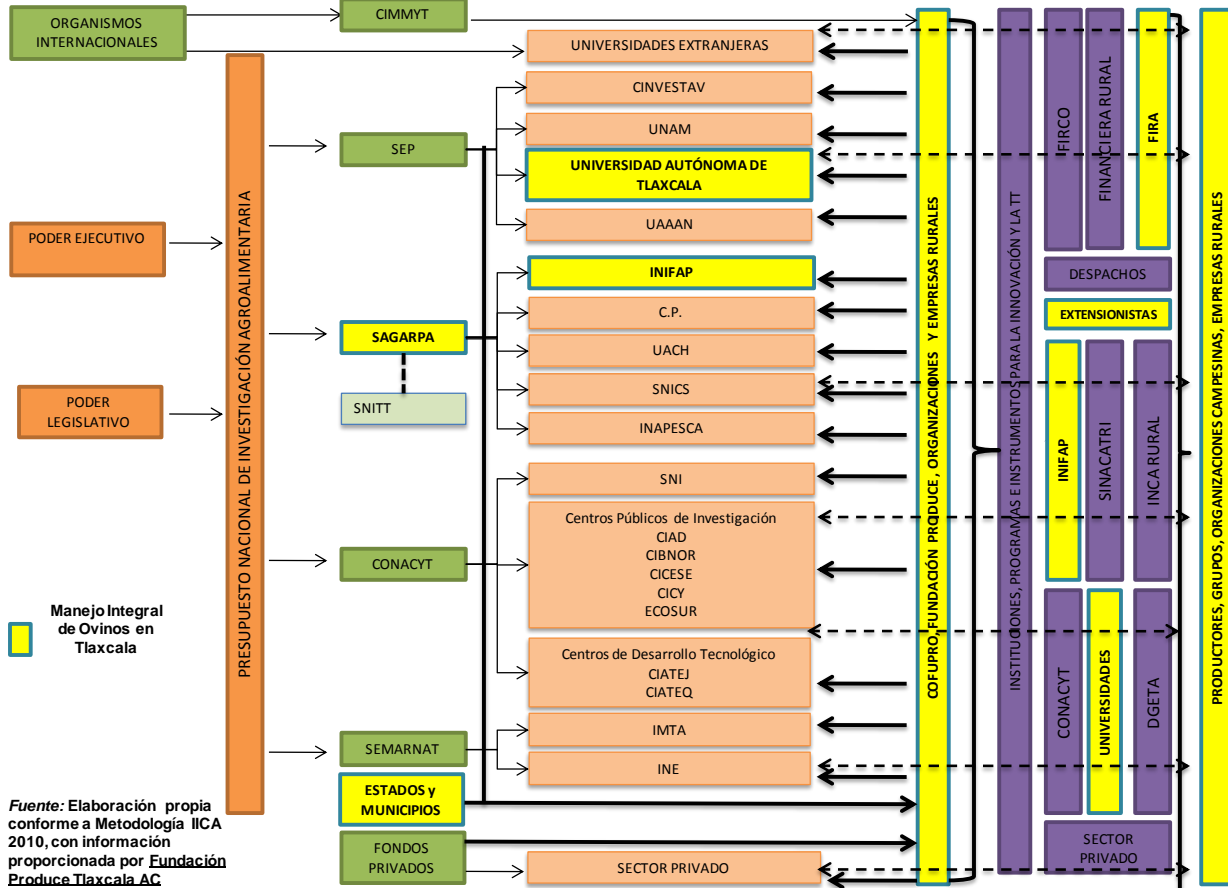 ORGANISMOS
INTERNACIONALES
PODER EJECUTIVO
PODER
LEGISLATIVO
Manejo Integral
de Ovinos en
Tlaxcala
Fuente: Elaboración propia
conforme a Metodología IICA
2010, con información
proporcionada por Fundación
Produce Tlaxcala AC
PRESUPUESTO NACIONAL DE INVESTIGACIÓN AGROALIMENTARIA
CIMMYT
SEP
SAGARPA
SNITT
CONACYT
SEMARNAT
ESTADOS y
MUNICIPIOS
FONDOS
PRIVADOS
UNIVERSIDADES EXTRANJERAS
CINVESTAV
UNAM
UNIVERSIDAD AUTÓNOMA DE
TLAXCALA
UAAAN
INIFAP
C.P.
UACH
SNICS
INAPESCA
SNI
Centros Públicos de Investigación
CIAD
CIBNOR
CICESE
CICY
ECOSUR
Centros de Desarrollo Tecnológico
CIATEJ
CIATEQ
IMTA
INE
SECTOR PRIVADO
COFUPRO, FUNDACIÓN PRODUCE , ORGANIZACIONES Y EMPRESAS RURALES
INSTITUCIONES, PROGRAMAS E INSTRUMENTOS PARA LA INNOVACIÓN Y LA TT
FIRCO
FINANCIERA RURAL
FIRA
DESPACHOS
EXTENSIONISTAS
INIFAP
SINACATRI
INCA RURAL
CONACYT
UNIVERSIDADES
DGETA
SECTOR
PRIVADO
PRODUCTORES, GRUPOS, ORGANIZACIONES CAMPESINAS, EMPRESAS RURALES